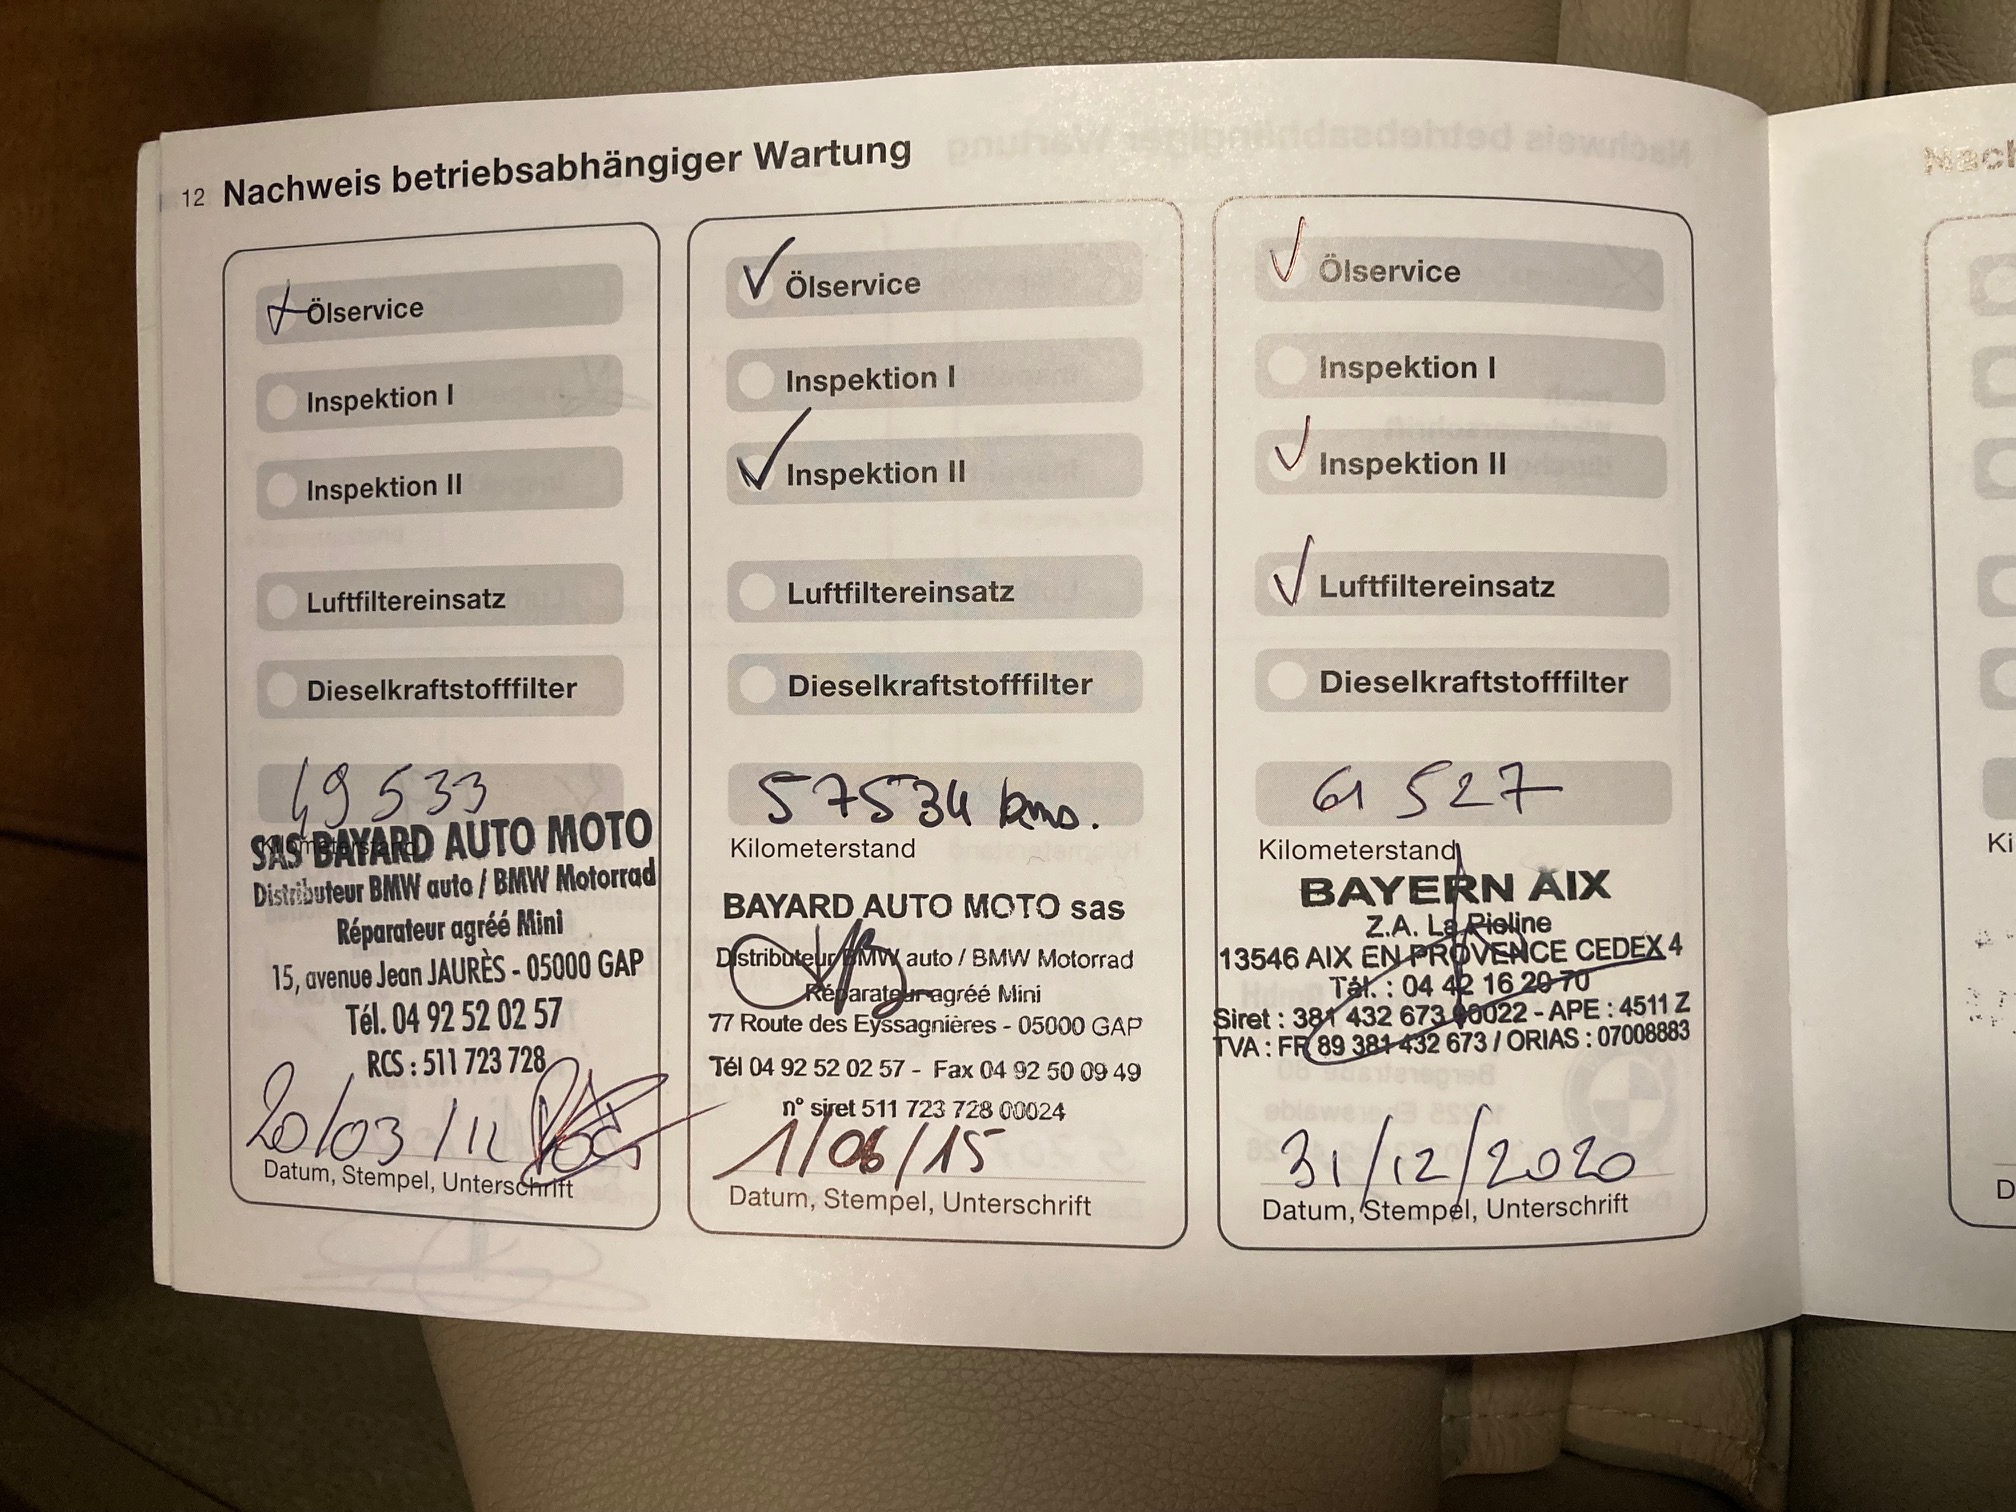 12 Nachweis betriebsabhängiger Wartung
Ölservice
Inspektion I
Inspektion II
Luftfiltereinsatz
Dieselkraftstofffilter
49 533
Kilometerstand
SAS BAYARD AUTO MOTO
Distributeur BMW auto / BMW Motorrad
Réparateur agréé Mini
15, avenue Jean JAURÈS - 05000 GAP
Tél. 04 92 52 02 57
RCS : 511 723 728
20/03/12
Datum, Stempel, Unterschrift
Ölservice
Inspektion I
Inspektion II
Luftfiltereinsatz
Dieselkraftstofffilter
57534 kms.
Kilometerstand
BAYARD AUTO MOTO sas
Distributeur BMW auto / BMW Motorrad
Réparateur agréé Mini
77 Route des Eyssagnières - 05000 GAP
Tél 04 92 52 02 57 - Fax 04 92 50 09 49
n° siret 511 723 728 00024
1/06/15
Datum, Stempel, Unterschrift
Ölservice
Inspektion I
Inspektion II
Luftfiltereinsatz
Dieselkraftstofffilter
61 527
Kilometerstand
BAYERN AIX
Z.A. La Pioline
13546 AIX EN PROVENCE CEDEX 4
Tél. : 04 42 16 20 70
Siret : 381 432 673 00022 - APE : 4511 Z
TVA : FR 89 381 432 673 / ORIAS : 07008883
31/12/2020
Datum, Stempel, Unterschrift
Nach
Ki
D